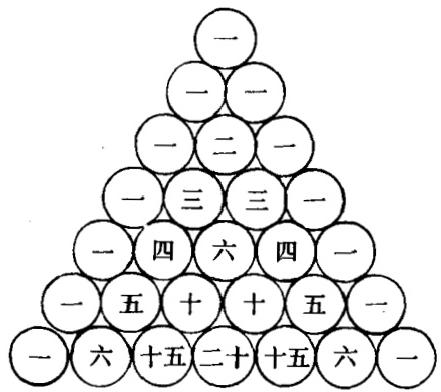 一
一 一
一 二 一
一 三 三 一
一 四 六 四 一
一 五 十 十 五 一
一 六 十五 二十 十五 六 一